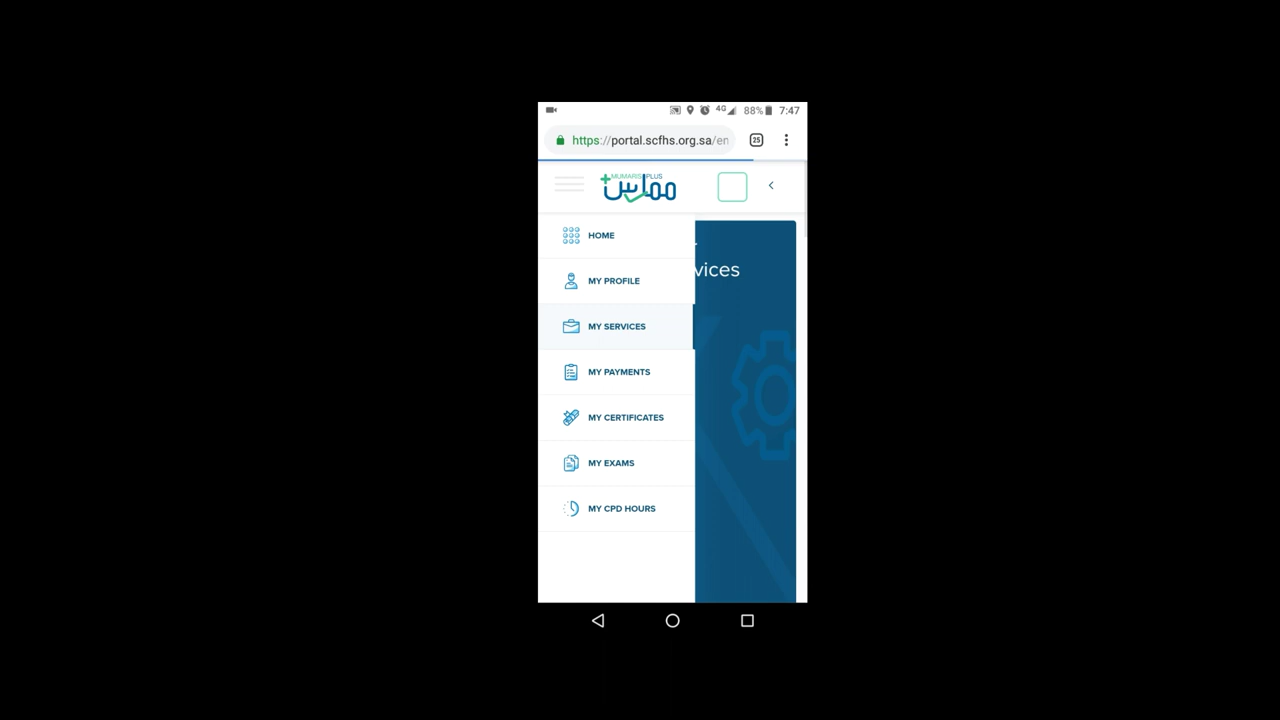 4G 88% 7:47
https://portal.scfhs.org.sa/en 25
MUMARIS PLUS
ممارس
HOME
vices
MY PROFILE
MY SERVICES
MY PAYMENTS
MY CERTIFICATES
MY EXAMS
MY CPD HOURS